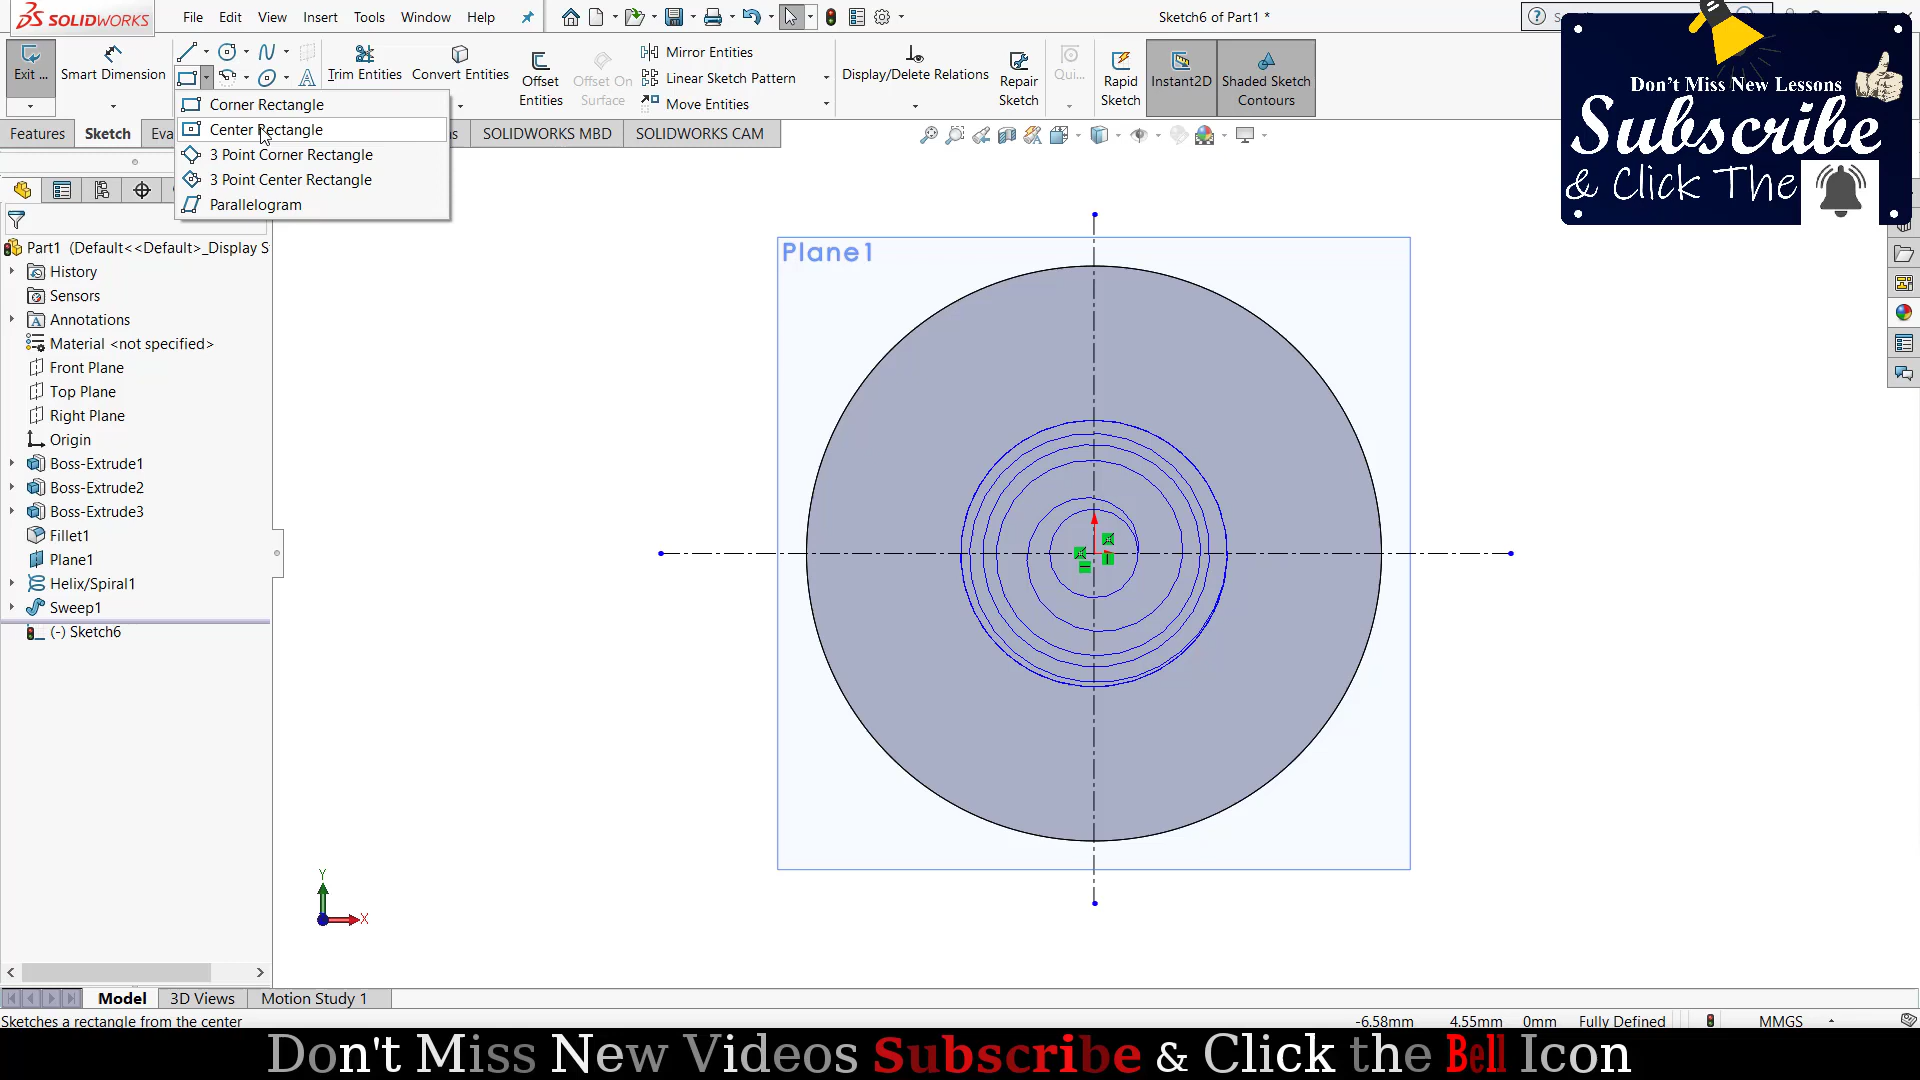 SOLIDWORKS File Edit View Insert Tools Window Help Sketch6 of Part1 *
Exit ... Smart Dimension Trim Entities Convert Entities Offset Entities Offset On Surface Mirror Entities Linear Sketch Pattern Move Entities Display/Delete Relations Repair Sketch Qui... Rapid Sketch Instant2D Shaded Sketch Contours
Corner Rectangle
Center Rectangle
3 Point Corner Rectangle
3 Point Center Rectangle
Parallelogram
Features Sketch Eva SOLIDWORKS MBD SOLIDWORKS CAM
Don't Miss New Lessons
Subscribe
& Click The
Part1 (Default<<Default>_Display S
History
Sensors
Annotations
Material <not specified>
Front Plane
Top Plane
Right Plane
Origin
Boss-Extrude1
Boss-Extrude2
Boss-Extrude3
Fillet1
Plane1
Helix/Spiral1
Sweep1
(-) Sketch6
Plane1
Y
X
Model 3D Views Motion Study 1
Sketches a rectangle from the center -6.58mm 4.55mm 0mm Fully Defined MMGS
Don't Miss New Videos Subscribe & Click the Bell Icon